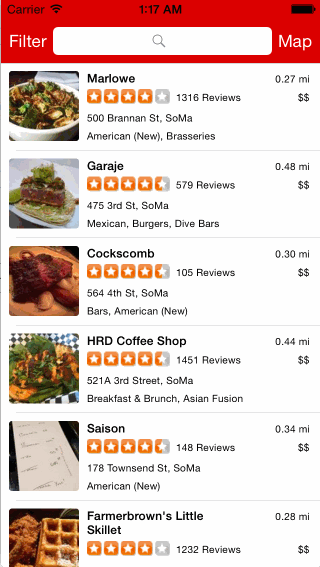 Carrier 1:17 AM
Filter Map
Marlowe 0.27 mi
1316 Reviews $$
500 Brannan St, SoMa
American (New), Brasseries
Garaje 0.48 mi
579 Reviews $$
475 3rd St, SoMa
Mexican, Burgers, Dive Bars
Cockscomb 0.30 mi
105 Reviews $$
564 4th St, SoMa
Bars, American (New)
HRD Coffee Shop 0.44 mi
1451 Reviews $$
521A 3rd Street, SoMa
Breakfast & Brunch, Asian Fusion
Saison 0.34 mi
148 Reviews $$
178 Townsend St, SoMa
American (New)
Farmerbrown's Little 0.28 mi
Skillet
1232 Reviews $$